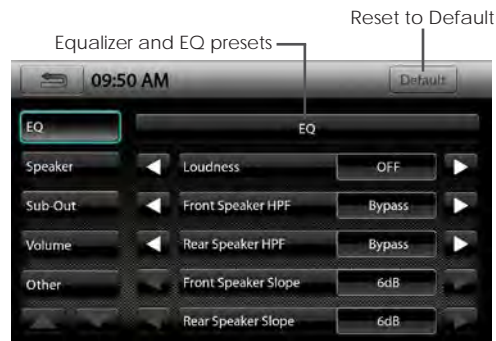 Reset to Default
Equalizer and EQ presets
09:50 AM
Default
EQ
EQ
Speaker
Loudness
OFF
Sub-Out
Front Speaker HPF
Bypass
Volume
Rear Speaker HPF
Bypass
Other
Front Speaker Slope
6dB
Rear Speaker Slope
6dB